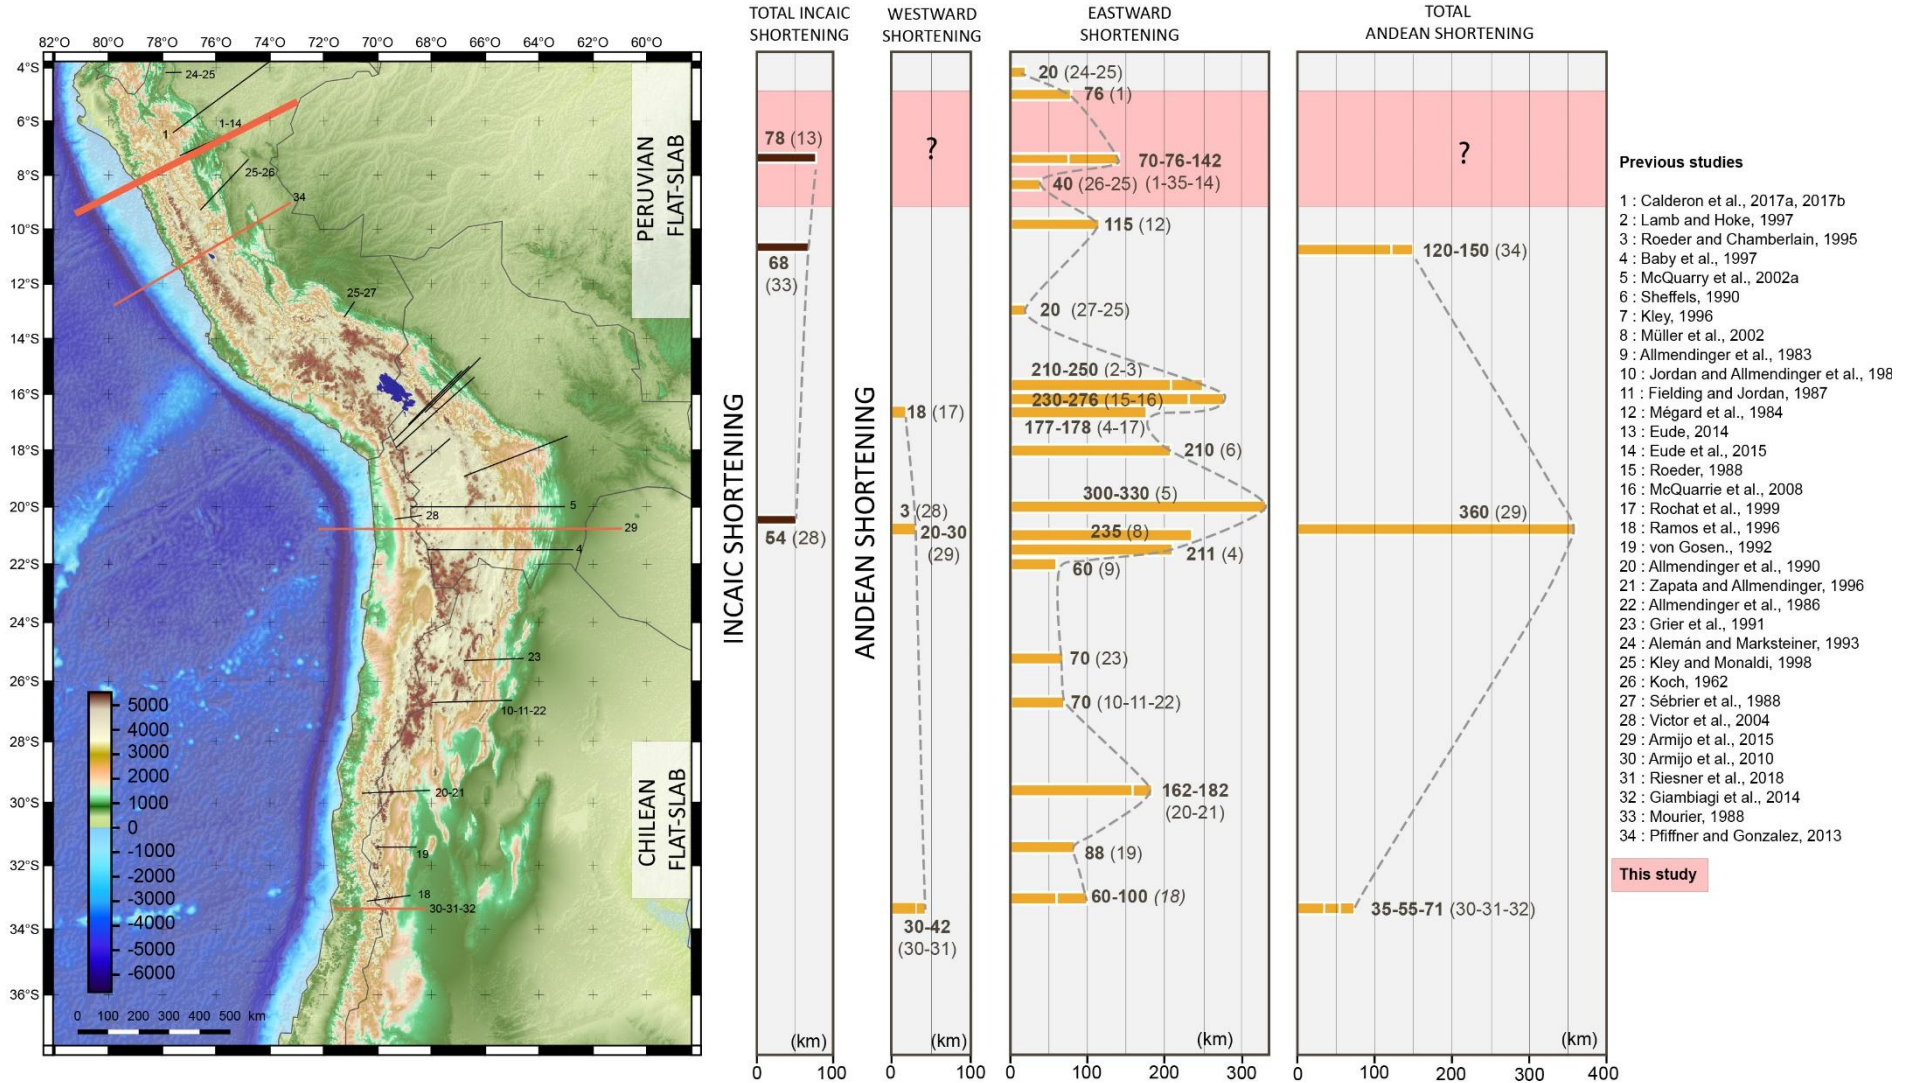 TOTAL INCAIC
SHORTENING
WESTWARD
SHORTENING
EASTWARD
SHORTENING
TOTAL
ANDEAN SHORTENING
82°O 80°O 78°O 76°O 74°O 72°O 70°O 68°O 66°O 64°O 62°O 60°O
4°S
6°S
8°S
10°S
12°S
14°S
16°S
18°S
20°S
22°S
24°S
26°S
28°S
30°S
32°S
34°S
36°S
24-25
1
1-14
25-26
34
25-27
5
28
29
4
23
10-11-22
20-21
19
18
30-31-32
PERUVIAN
FLAT-SLAB
CHILEAN
FLAT-SLAB
5000
4000
3000
2000
1000
0
-1000
-2000
-3000
-4000
-5000
-6000
0 100 200 300 400 500 km
INCAIC SHORTENING
78 (13)
68
(33)
54 (28)
(km)
0 100
ANDEAN SHORTENING
?
18 (17)
3 (28)
20-30
(29)
30-42
(30-31)
(km)
0 100
20 (24-25)
76 (1)
70-76-142
40 (26-25) (1-35-14)
115 (12)
20 (27-25)
210-250 (2-3)
230-276 (15-16)
177-178 (4-17)
210 (6)
300-330 (5)
235 (8)
211 (4)
60 (9)
70 (23)
70 (10-11-22)
162-182
(20-21)
88 (19)
60-100 (18)
(km)
0 100 200 300
?
120-150 (34)
360 (29)
35-55-71 (30-31-32)
(km)
0 100 200 300 400
Previous studies
1 : Calderon et al., 2017a, 2017b
2 : Lamb and Hoke, 1997
3 : Roeder and Chamberlain, 1995
4 : Baby et al., 1997
5 : McQuarry et al., 2002a
6 : Sheffels, 1990
7 : Kley, 1996
8 : Müller et al., 2002
9 : Allmendinger et al., 1983
10 : Jordan and Allmendinger et al., 198
11 : Fielding and Jordan, 1987
12 : Mégard et al., 1984
13 : Eude, 2014
14 : Eude et al., 2015
15 : Roeder, 1988
16 : McQuarrie et al., 2008
17 : Rochat et al., 1999
18 : Ramos et al., 1996
19 : von Gosen., 1992
20 : Allmendinger et al., 1990
21 : Zapata and Allmendinger, 1996
22 : Allmendinger et al., 1986
23 : Grier et al., 1991
24 : Alemán and Marksteiner, 1993
25 : Kley and Monaldi, 1998
26 : Koch, 1962
27 : Sébrier et al., 1988
28 : Victor et al., 2004
29 : Armijo et al., 2015
30 : Armijo et al., 2010
31 : Riesner et al., 2018
32 : Giambiagi et al., 2014
33 : Mourier, 1988
34 : Pfiffner and Gonzalez, 2013
This study